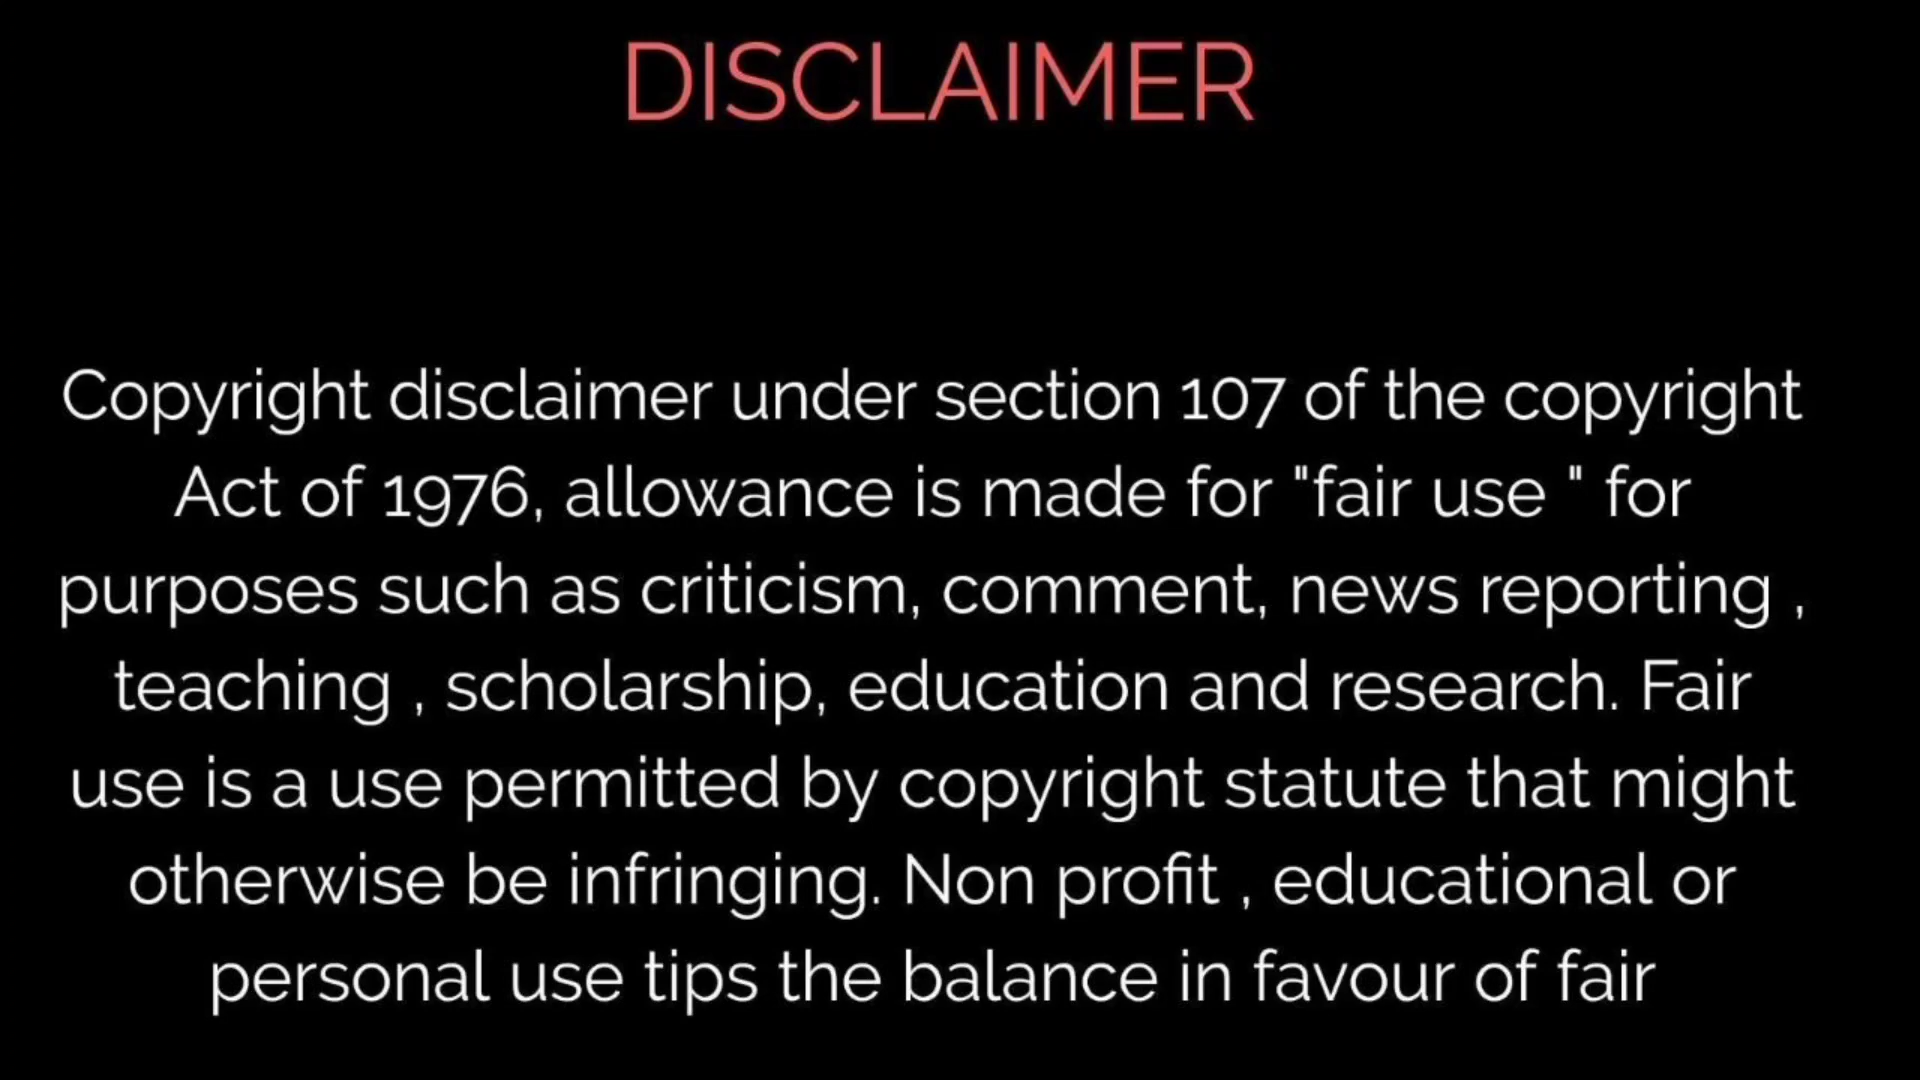 DISCLAIMER
Copyright disclaimer under section 107 of the copyright
Act of 1976, allowance is made for "fair use " for
purposes such as criticism, comment, news reporting ,
teaching , scholarship, education and research. Fair
use is a use permitted by copyright statute that might
otherwise be infringing. Non profit , educational or
personal use tips the balance in favour of fair